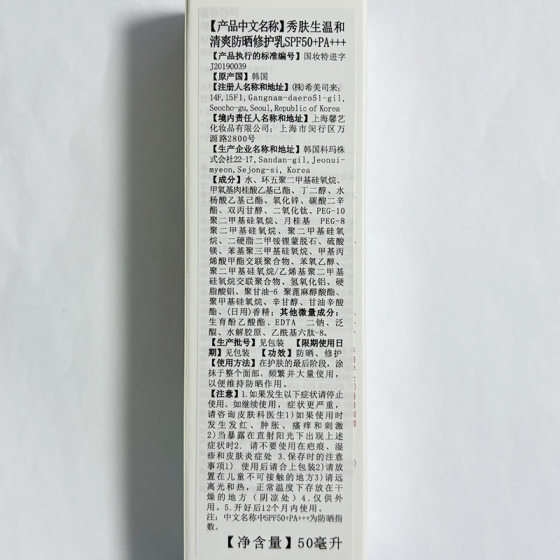 【产品中文名称】秀肤生温和
清爽防晒修护乳SPF50+PA+++
【产品执行的标准编号】国妆特进字
J20190039
【原产国】韩国
【注册人名称和地址】(株)希美司来;
14F,15F1,Gangnam-daero51-gil,
Seocho-gu,Seoul,Republic of Korea
【境内责任人名称和地址】上海馨艺
化妆品有限公司; 上海市闵行区万
源路2800号
【生产企业名称和地址】韩国科玛株
式会社22-17,Sandan-gil,Jeonui-
myeon,Sejong-si, Korea
【成分】水、环五聚二甲基硅氧烷、
甲氧基肉桂酸乙基己酯、丁二醇、水
杨酸乙基己酯、氧化锌、碳酸二辛
酯、双丙甘醇、二氧化钛、PEG-10
聚二甲基硅氧烷、月桂基 PEG-8
聚二甲基硅氧烷、聚二甲基硅氧
烷、二硬脂二甲铵锂蒙脱石、硫酸
镁、苯基聚三甲基硅氧烷、甲基丙
烯酸甲酯交联聚合物、苯氧乙醇、
聚二甲基硅氧烷/乙烯基聚二甲基
硅氧烷交联聚合物、氢氧化铝、硬
脂酸铝、聚甘油-6 聚蓖麻醇酸酯、
聚甲基硅氧烷、辛甘醇、甘油辛酸
酯、(日用)香精; 其他微量成分:
生育酚乙酸酯、EDTA 二钠、泛
酸、水解胶原、乙酰基六肽-8。
【生产批号】见包装 【限期使用日
期】见包装 【功效】防晒、修护
【使用方法】在护肤的最后阶段，涂
抹于整个面部。频繁并大量使用，
以便维持防晒作用。
【注意】1.如果发生以下症状请停止
使用。如继续使用，症状更严重，
请咨询皮肤科医生1)如果使用时
发生发红、肿胀、瘙痒和刺激
2)当暴露在直射阳光下出现上述
症状时2. 请不要使用在疤痕、湿
疹和皮肤炎症处 3.保存时的注意
事项1) 使用后请合上包装2)请放
置在儿童不可接触的地方3)请远
离光和热，正常温度下存放在干
燥的地方（阴凉处）4.仅供外
用。5.开好后12个月内使用。
注: 中文名称中SPF50+PA+++为防晒指
数。
【净含量】50毫升